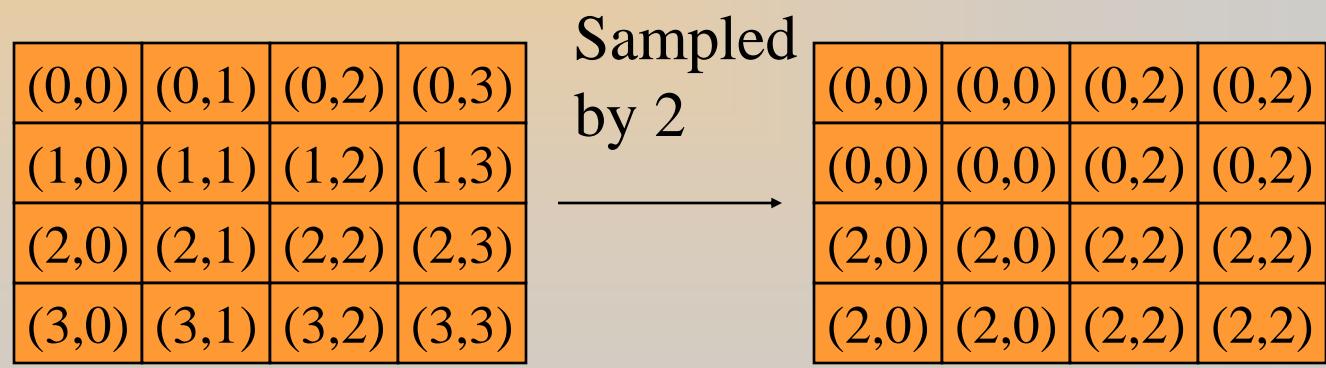 (0,0) (0,1) (0,2) (0,3)
(1,0) (1,1) (1,2) (1,3)
(2,0) (2,1) (2,2) (2,3)
(3,0) (3,1) (3,2) (3,3)
Sampled
by 2
(0,0) (0,0) (0,2) (0,2)
(0,0) (0,0) (0,2) (0,2)
(2,0) (2,0) (2,2) (2,2)
(2,0) (2,0) (2,2) (2,2)